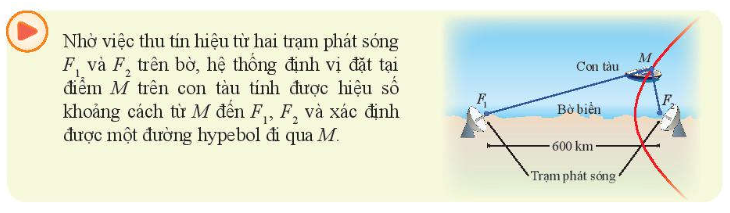 Nhờ việc thu tín hiệu từ hai trạm phát sóng
F₁ và F₂ trên bờ, hệ thống định vị đặt tại
điểm M trên con tàu tính được hiệu số
khoảng cách từ M đến F₁, F₂ và xác định
được một đường hypebol đi qua M.
M
Con tàu
F₁
F₂
Bờ biển
600 km
Trạm phát sóng